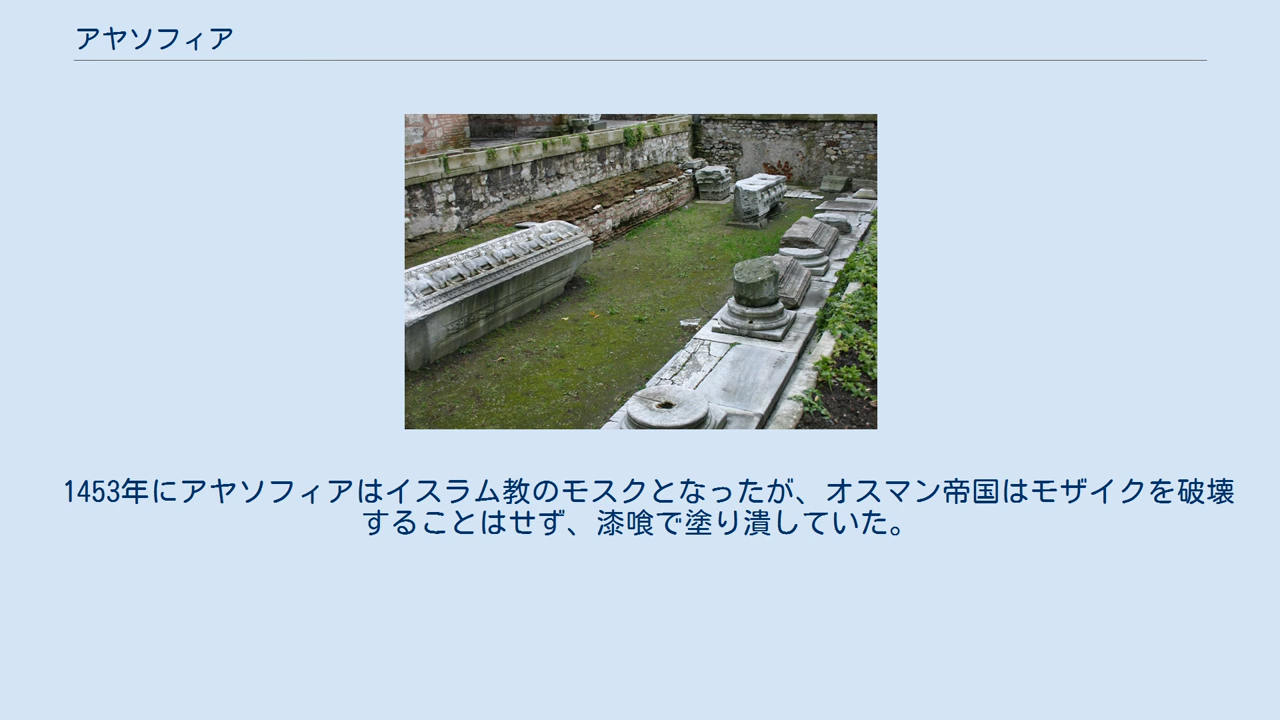 アヤソフィア
1453年にアヤソフィアはイスラム教のモスクとなったが、オスマン帝国はモザイクを破壊
することはせず、漆喰で塗り潰していた。